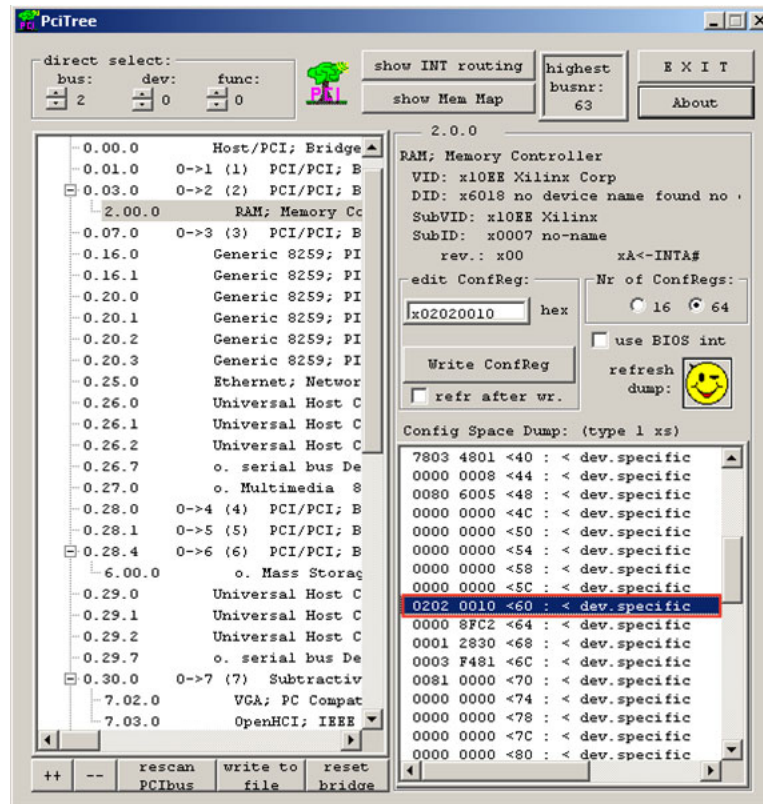 PciTree
direct select:
bus: dev: func:
2 0 0
PCI
show INT routing
show Mem Map
highest
busnr:
63
E X I T
About
0.00.0 Host/PCI; Bridge
0.01.0 0->1 (1) PCI/PCI; B
0.03.0 0->2 (2) PCI/PCI; B
2.00.0 RAM; Memory Co
0.07.0 0->3 (3) PCI/PCI; B
0.16.0 Generic 8259; PI
0.16.1 Generic 8259; PI
0.20.0 Generic 8259; PI
0.20.1 Generic 8259; PI
0.20.2 Generic 8259; PI
0.20.3 Generic 8259; PI
0.25.0 Ethernet; Networ
0.26.0 Universal Host C
0.26.1 Universal Host C
0.26.2 Universal Host C
0.26.7 o. serial bus De
0.27.0 o. Multimedia 8
0.28.0 0->4 (4) PCI/PCI; B
0.28.1 0->5 (5) PCI/PCI; B
0.28.4 0->6 (6) PCI/PCI; B
6.00.0 o. Mass Storag
0.29.0 Universal Host C
0.29.1 Universal Host C
0.29.2 Universal Host C
0.29.7 o. serial bus De
0.30.0 0->7 (7) Subtractiv
7.02.0 VGA; PC Compat
7.03.0 OpenHCI; IEEE
++
--
rescan
PCIbus
write to
file
reset
bridge
2.0.0
RAM; Memory Controller
VID: x10EE Xilinx Corp
DID: x6018 no device name found no
SubVID: x10EE Xilinx
SubID: x0007 no-name
rev.: x00 xA<-INTA#
edit ConfReg:
x02020010 hex
Write ConfReg
refr after wr.
Nr of ConfRegs:
16 64
use BIOS int
refresh
dump:
Config Space Dump: (type 1 xs)
7803 4801 <40 : < dev.specific
0000 0008 <44 : < dev.specific
0080 6005 <48 : < dev.specific
0000 0000 <4C : < dev.specific
0000 0000 <50 : < dev.specific
0000 0000 <54 : < dev.specific
0000 0000 <58 : < dev.specific
0000 0000 <5C : < dev.specific
0202 0010 <60 : < dev.specific
0000 8FC2 <64 : < dev.specific
0001 2830 <68 : < dev.specific
0003 F481 <6C : < dev.specific
0081 0000 <70 : < dev.specific
0000 0000 <74 : < dev.specific
0000 0000 <78 : < dev.specific
0000 0000 <7C : < dev.specific
0000 0000 <80 : < dev.specific